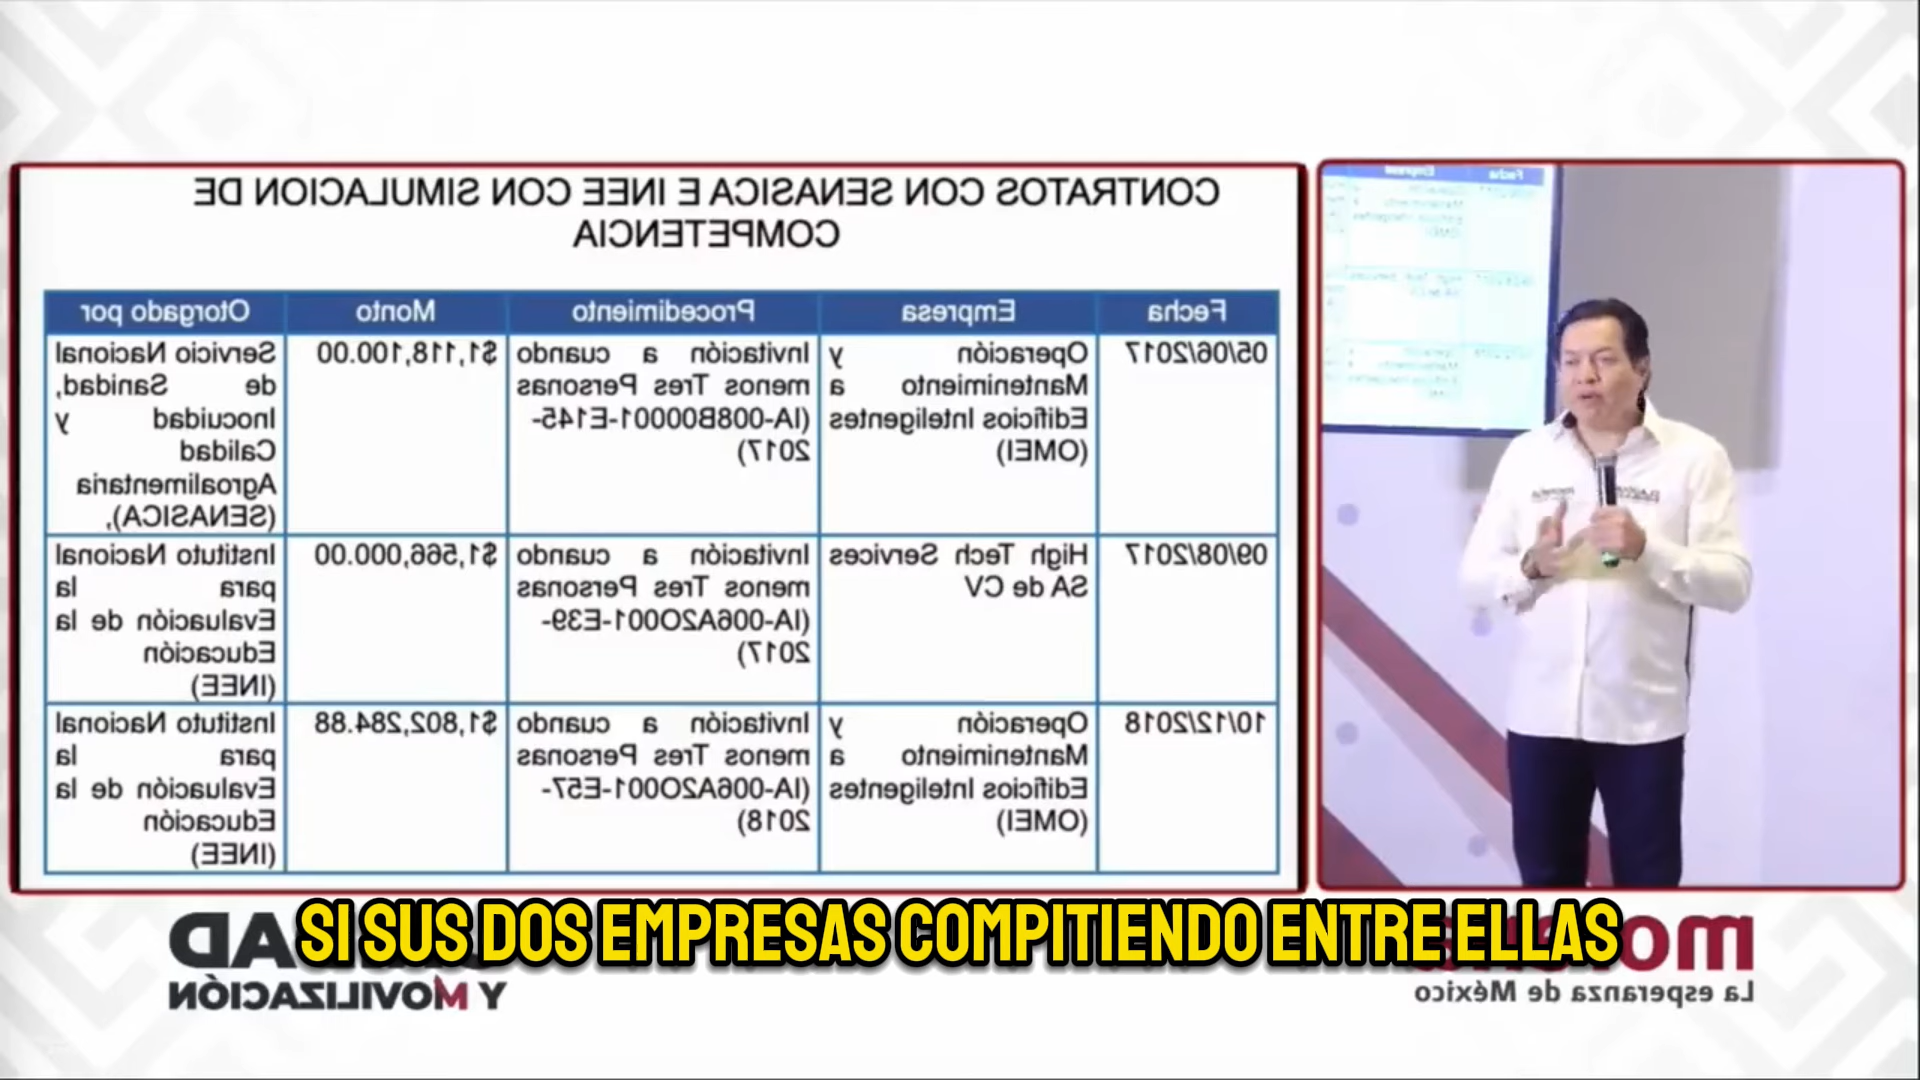 CONTRATOS CON SENASICA E INEE CON SIMULACION DE
COMPETENCIA
Fecha Empresa Procedimiento Monto Otorgado por
05/06/2017
Operación y
Mantenimiento a
Edificios Inteligentes
(OMEI)
Invitación a cuando
menos Tres Personas
(IA-008B00001-E145-
2017)
$1,118,100.00
Servicio Nacional
de Sanidad,
Inocuidad y
Calidad
Agroalimentaria
(SENASICA),
09/08/2017
High Tech Services
SA de CV
Invitación a cuando
menos Tres Personas
(IA-006A2O001-E39-
2017)
$1,566,000.00
Instituto Nacional
para la
Evaluación de la
Educación
(INEE)
10/12/2018
Operación y
Mantenimiento a
Edificios Inteligentes
(OMEI)
Invitación a cuando
menos Tres Personas
(IA-006A2O001-E57-
2018)
$1,802,284.88
Instituto Nacional
para la
Evaluación de la
Educación
(INEE)
Fecha Empresa
SI SUS DOS EMPRESAS COMPITIENDO ENTRE ELLAS
La esperanza de México
Y MOVILIZACIÓN